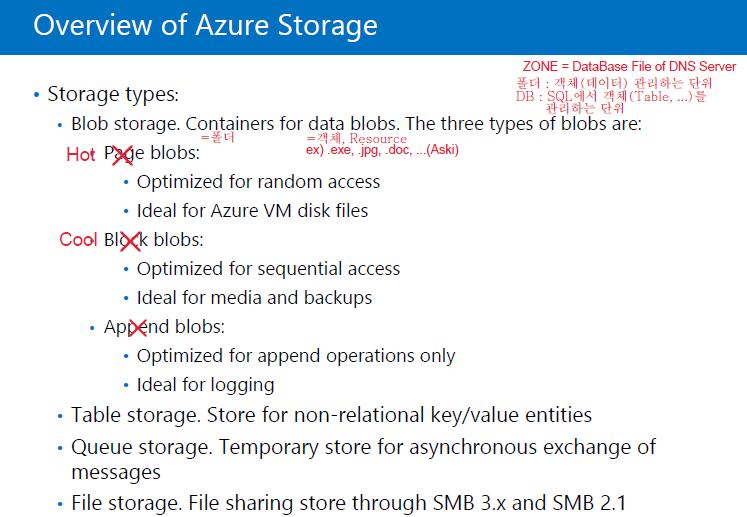 Overview of Azure Storage
ZONE = DataBase File of DNS Server
폴더 : 객체(데이터) 관리하는 단위
DB : SQL에서 객체(Table, ...)를
관리하는 단위
• Storage types:
• Blob storage. Containers for data blobs. The three types of blobs are:
=폴더 =객체, Resource
ex) .exe, .jpg, .doc, ...(Aski)
Hot Page blobs:
• Optimized for random access
• Ideal for Azure VM disk files
Cool Block blobs:
• Optimized for sequential access
• Ideal for media and backups
• Append blobs:
• Optimized for append operations only
• Ideal for logging
• Table storage. Store for non-relational key/value entities
• Queue storage. Temporary store for asynchronous exchange of
messages
• File storage. File sharing store through SMB 3.x and SMB 2.1